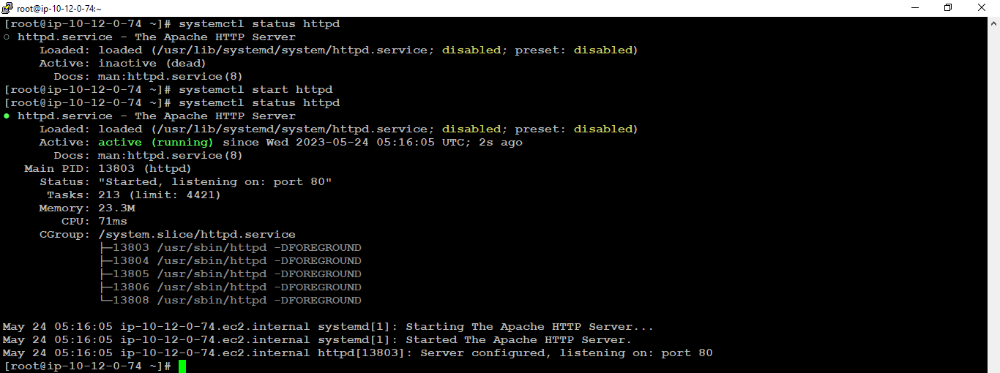 root@ip-10-12-0-74:~
[root@ip-10-12-0-74 ~]# systemctl status httpd
○ httpd.service - The Apache HTTP Server
     Loaded: loaded (/usr/lib/systemd/system/httpd.service; disabled; preset: disabled)
     Active: inactive (dead)
       Docs: man:httpd.service(8)
[root@ip-10-12-0-74 ~]# systemctl start httpd
[root@ip-10-12-0-74 ~]# systemctl status httpd
● httpd.service - The Apache HTTP Server
     Loaded: loaded (/usr/lib/systemd/system/httpd.service; disabled; preset: disabled)
     Active: active (running) since Wed 2023-05-24 05:16:05 UTC; 2s ago
       Docs: man:httpd.service(8)
   Main PID: 13803 (httpd)
     Status: "Started, listening on: port 80"
      Tasks: 213 (limit: 4421)
     Memory: 23.3M
        CPU: 71ms
     CGroup: /system.slice/httpd.service
             ├─13803 /usr/sbin/httpd -DFOREGROUND
             ├─13804 /usr/sbin/httpd -DFOREGROUND
             ├─13805 /usr/sbin/httpd -DFOREGROUND
             ├─13806 /usr/sbin/httpd -DFOREGROUND
             └─13808 /usr/sbin/httpd -DFOREGROUND
May 24 05:16:05 ip-10-12-0-74.ec2.internal systemd[1]: Starting The Apache HTTP Server...
May 24 05:16:05 ip-10-12-0-74.ec2.internal systemd[1]: Started The Apache HTTP Server.
May 24 05:16:05 ip-10-12-0-74.ec2.internal httpd[13803]: Server configured, listening on: port 80
[root@ip-10-12-0-74 ~]#